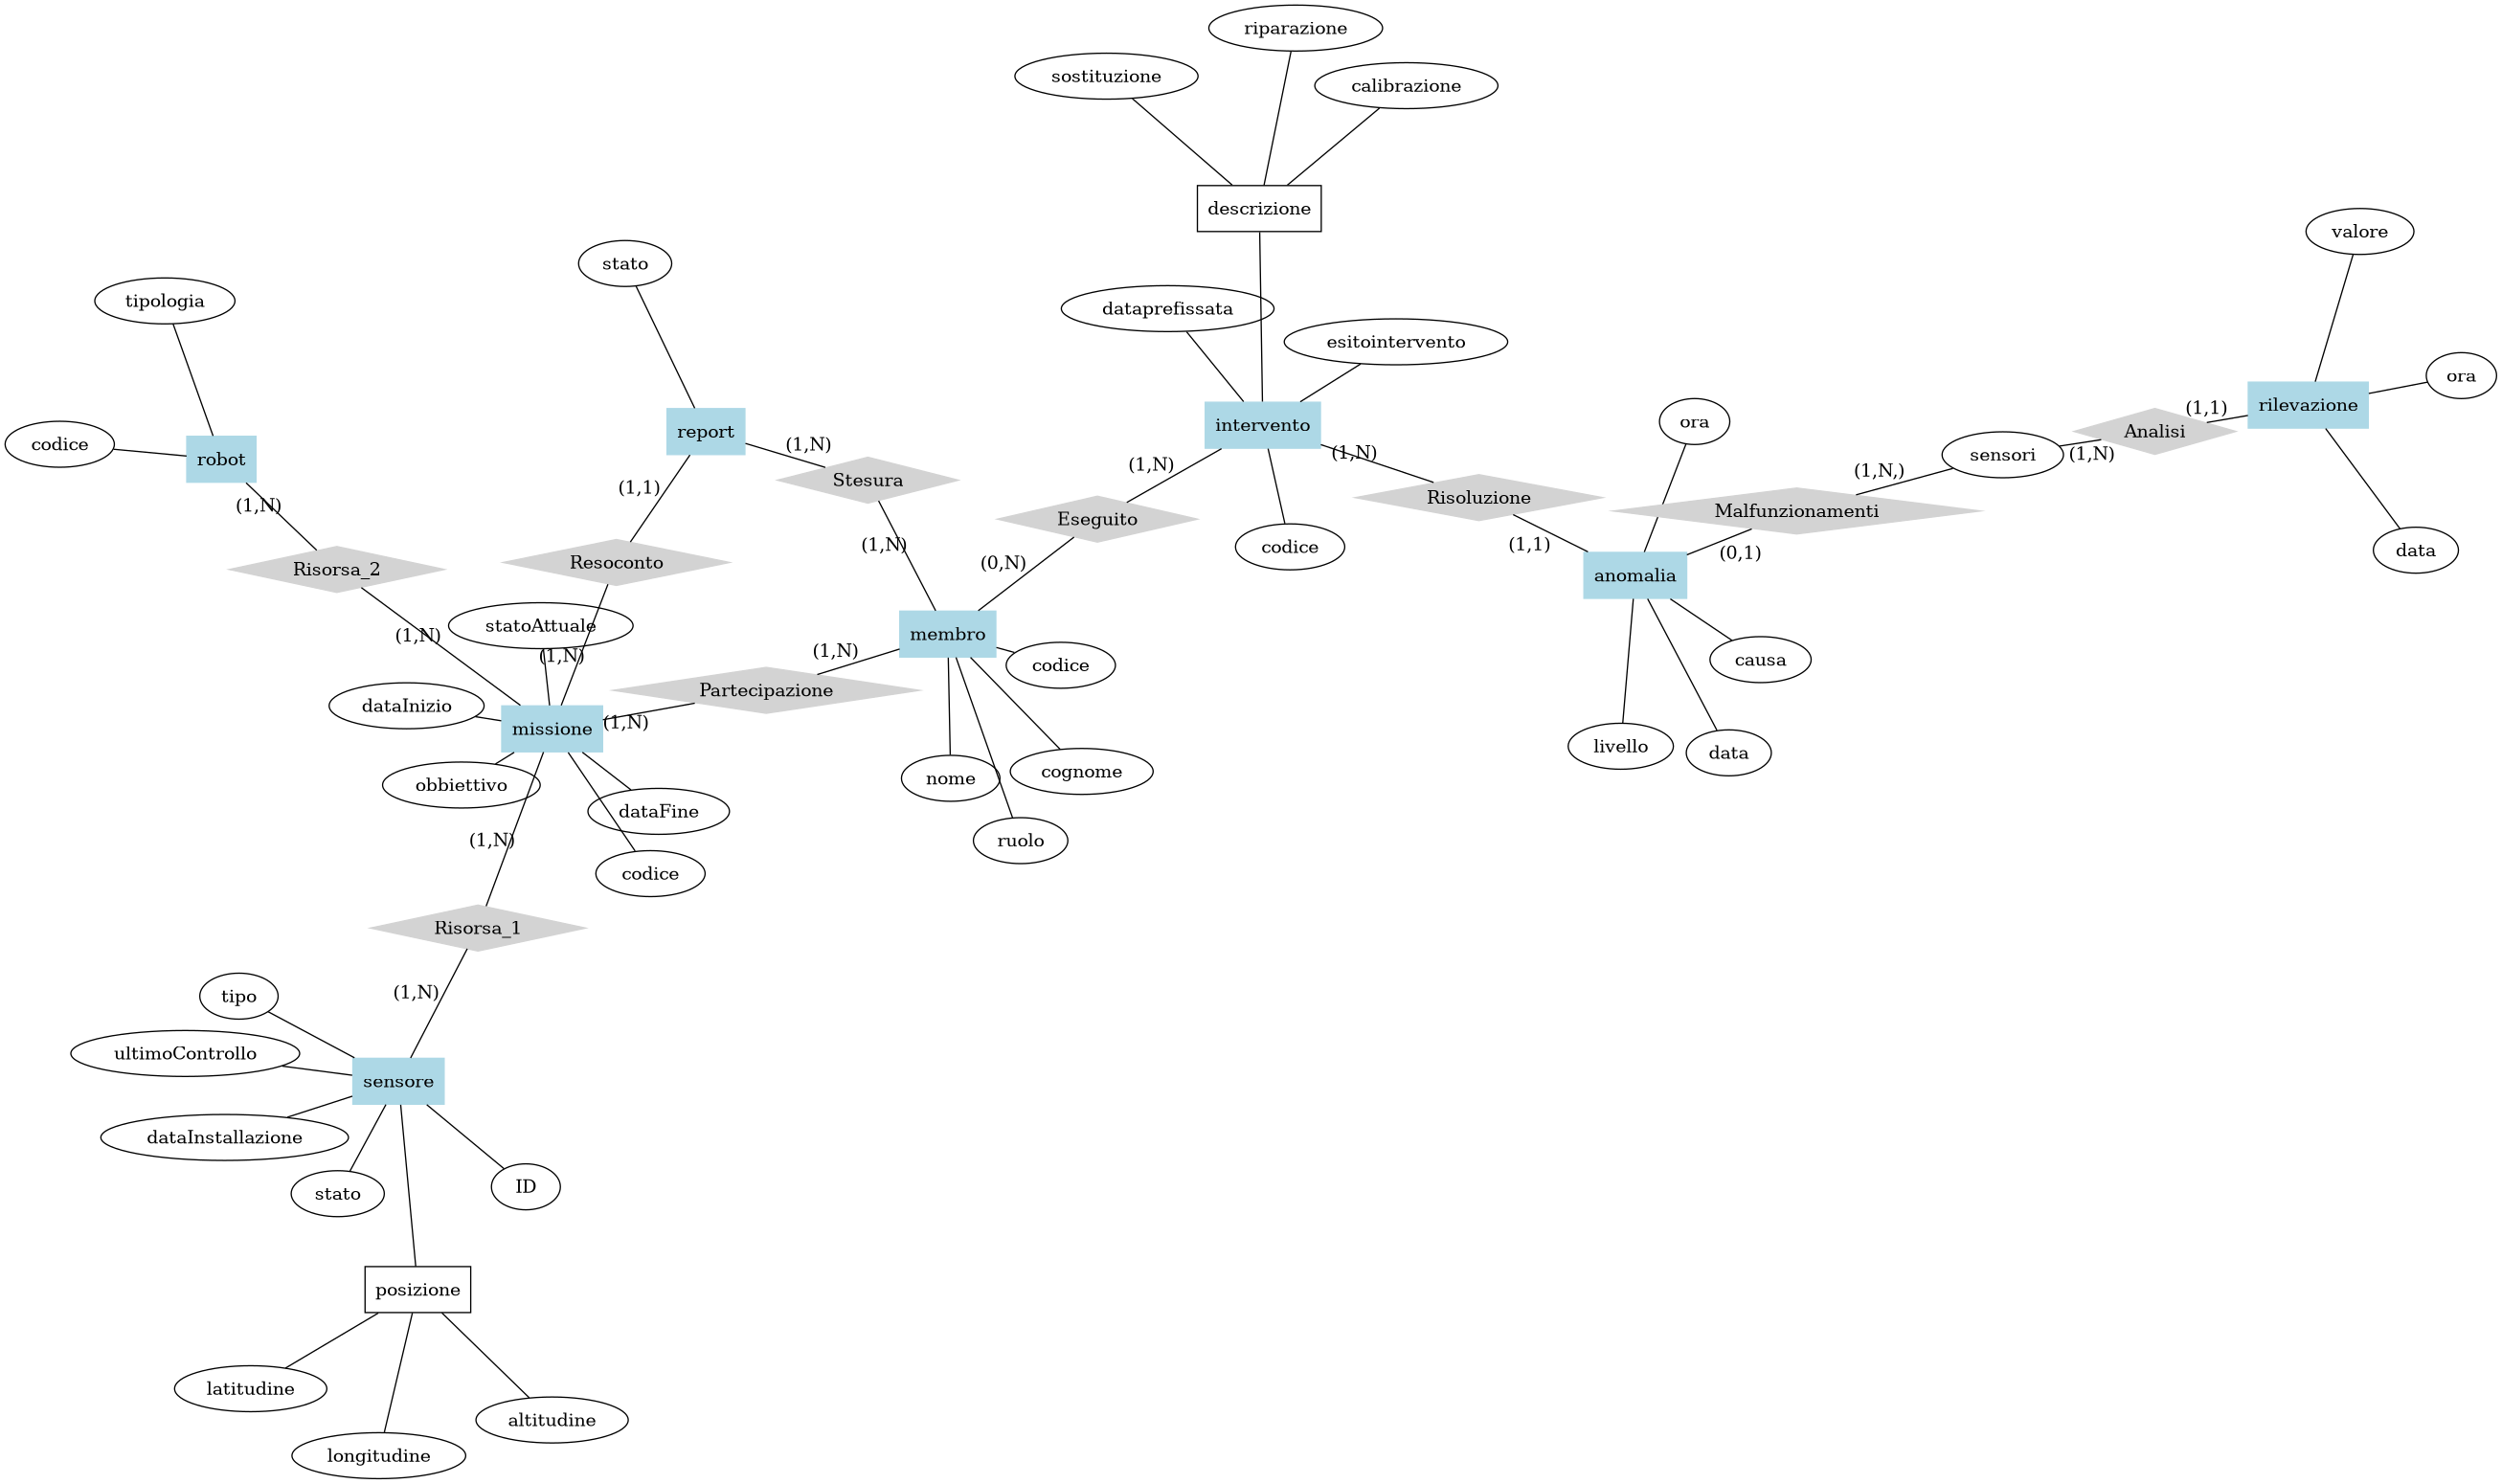 riparazione
sostituzione
calibrazione
descrizione
valore
stato
tipologia
dataprefissata
esitointervento
ora
rilevazione
(1,1)
ora
intervento
report
Analisi
codice
robot
(1,N)
(1,N)
sensori
(1,N)
(1,N)
(1,N,)
Stesura
(1,1)
Risoluzione
(1,N)
Malfunzionamenti
Eseguito
(1,N)
(1,1)
codice
data
(0,1)
Resoconto
(0,N)
Risorsa_2
anomalia
statoAttuale
(1,N)
membro
(1,N)
(1,N)
causa
codice
Partecipazione
dataInizio
(1,N)
missione
livello
data
cognome
nome
obbiettivo
dataFine
(1,N)
ruolo
codice
Risorsa_1
(1,N)
tipo
ultimoControllo
sensore
dataInstallazione
ID
stato
posizione
latitudine
altitudine
longitudine